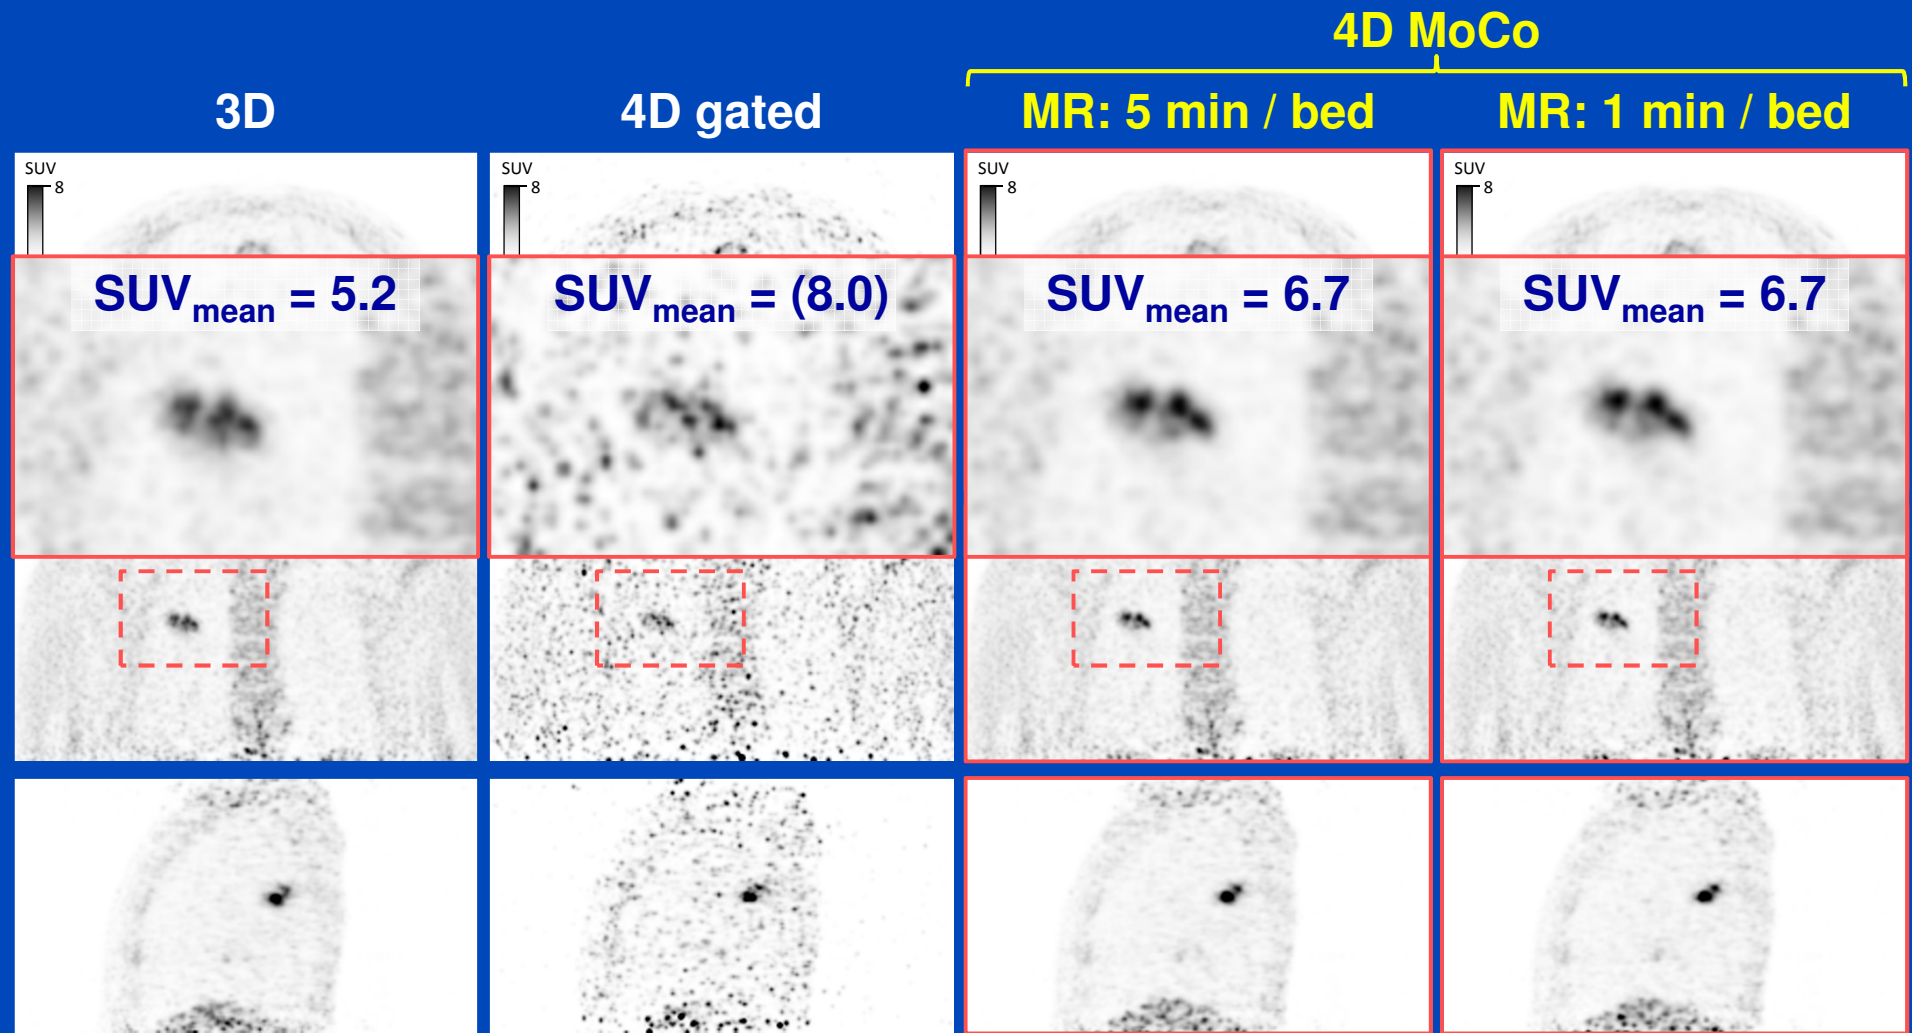 4D MoCo
3D
4D gated
MR: 5 min / bed
MR: 1 min / bed
SUV
8
SUV
8
SUV
8
SUV
8
SUVmean = 5.2
SUVmean = (8.0)
SUVmean = 6.7
SUVmean = 6.7